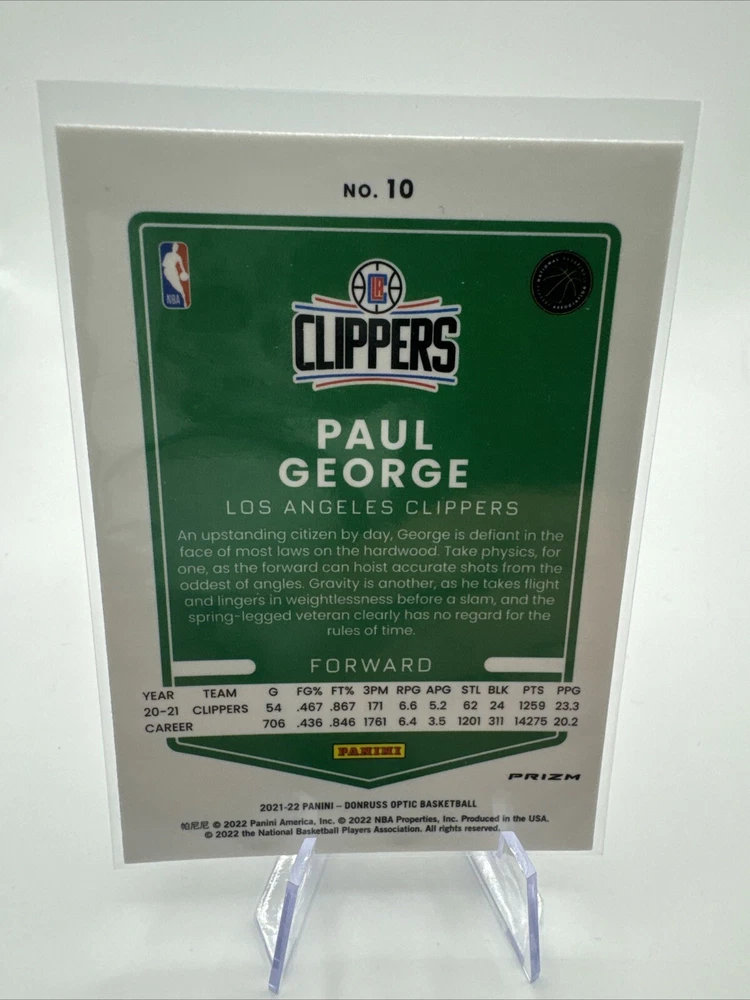 NO. 10
NBA
LAC
CLIPPERS
NATIONAL
ASSOCIATION
PAUL
GEORGE
LOS ANGELES CLIPPERS
An upstanding citizen by day, George is defiant in the
face of most laws on the hardwood. Take physics, for
one, as the forward can hoist accurate shots from the
oddest of angles. Gravity is another, as he takes flight
and lingers in weightlessness before a slam, and the
spring-legged veteran clearly has no regard for the
rules of time.
FORWARD
YEAR TEAM G FG% FT% 3PM RPG APG STL BLK PTS PPG
20-21 CLIPPERS 54 .467 .867 171 6.6 5.2 62 24 1259 23.3
CAREER 706 .436 .846 1761 6.4 3.5 1201 311 14275 20.2
PANINI
PRIZM
2021-22 PANINI – DONRUSS OPTIC BASKETBALL
帕尼尼 © 2022 Panini America, Inc. © 2022 NBA Properties, Inc. Produced in the USA.
© 2022 the National Basketball Players Association. All rights reserved.